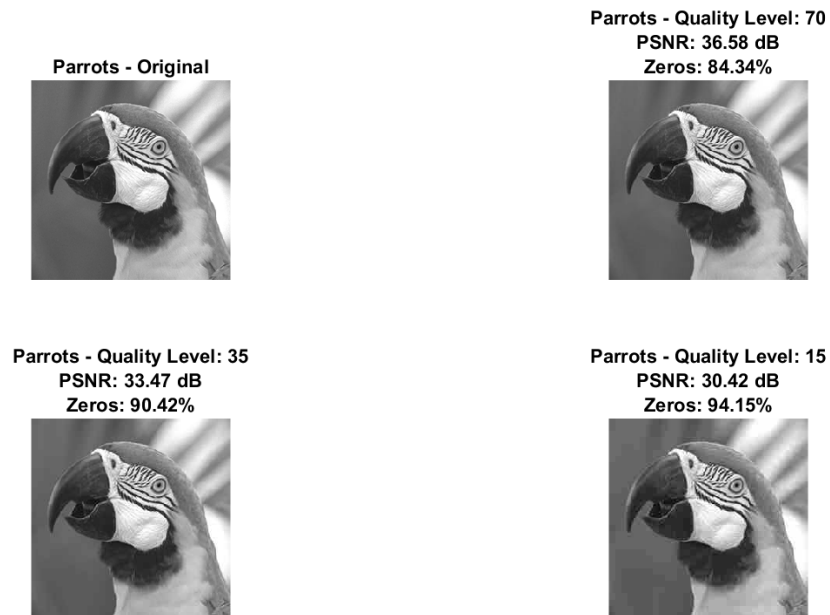 Parrots - Original
Parrots - Quality Level: 70
PSNR: 36.58 dB
Zeros: 84.34%
Parrots - Quality Level: 35
PSNR: 33.47 dB
Zeros: 90.42%
Parrots - Quality Level: 15
PSNR: 30.42 dB
Zeros: 94.15%